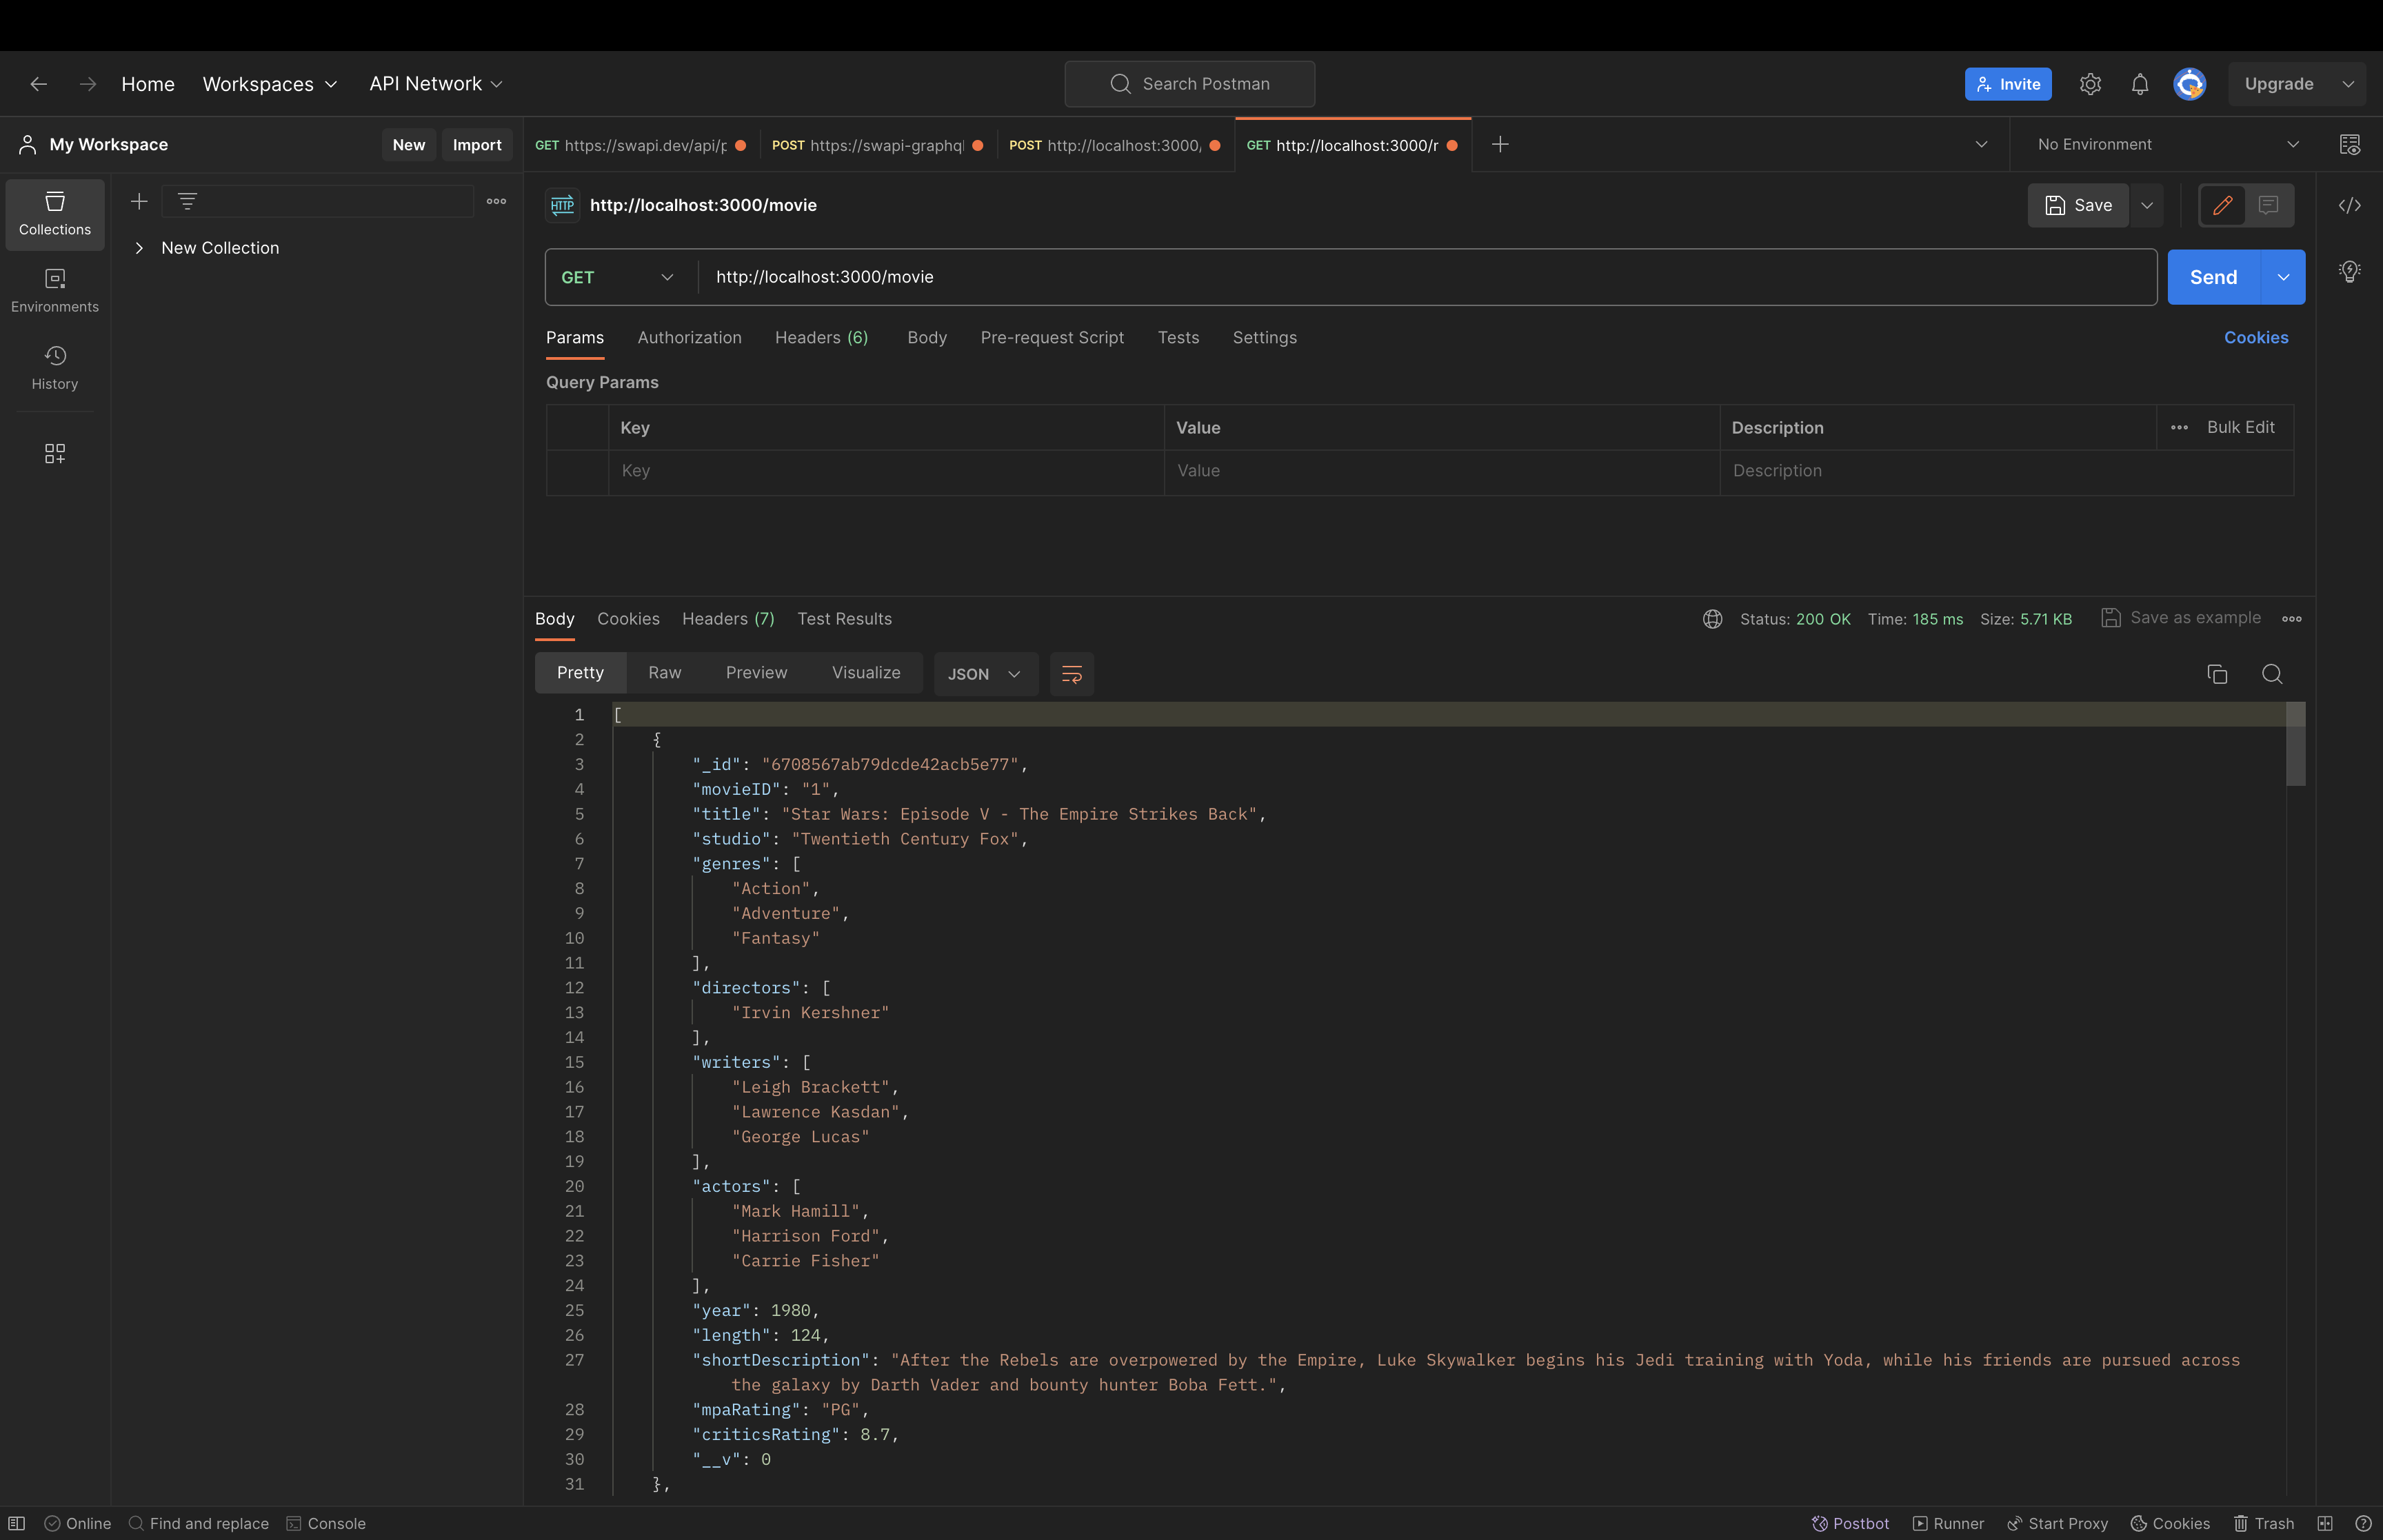 Home Workspaces API Network Search Postman Invite Upgrade
My Workspace New Import GET https://swapi.dev/api/p POST https://swapi-graphql POST http://localhost:3000/ GET http://localhost:3000/r No Environment
Collections
Environments
History
New Collection
HTTP http://localhost:3000/movie Save
GET http://localhost:3000/movie Send
Params Authorization Headers (6) Body Pre-request Script Tests Settings Cookies
Query Params
Key Value Description Bulk Edit
Key Value Description
Body Cookies Headers (7) Test Results Status: 200 OK Time: 185 ms Size: 5.71 KB Save as example
Pretty Raw Preview Visualize JSON
1 [
2 {
3 "_id": "6708567ab79dcde42acb5e77",
4 "movieID": "1",
5 "title": "Star Wars: Episode V - The Empire Strikes Back",
6 "studio": "Twentieth Century Fox",
7 "genres": [
8 "Action",
9 "Adventure",
10 "Fantasy"
11 ],
12 "directors": [
13 "Irvin Kershner"
14 ],
15 "writers": [
16 "Leigh Brackett",
17 "Lawrence Kasdan",
18 "George Lucas"
19 ],
20 "actors": [
21 "Mark Hamill",
22 "Harrison Ford",
23 "Carrie Fisher"
24 ],
25 "year": 1980,
26 "length": 124,
27 "shortDescription": "After the Rebels are overpowered by the Empire, Luke Skywalker begins his Jedi training with Yoda, while his friends are pursued across
the galaxy by Darth Vader and bounty hunter Boba Fett.",
28 "mpaRating": "PG",
29 "criticsRating": 8.7,
30 "__v": 0
31 },
Online Find and replace Console Postbot Runner Start Proxy Cookies Trash